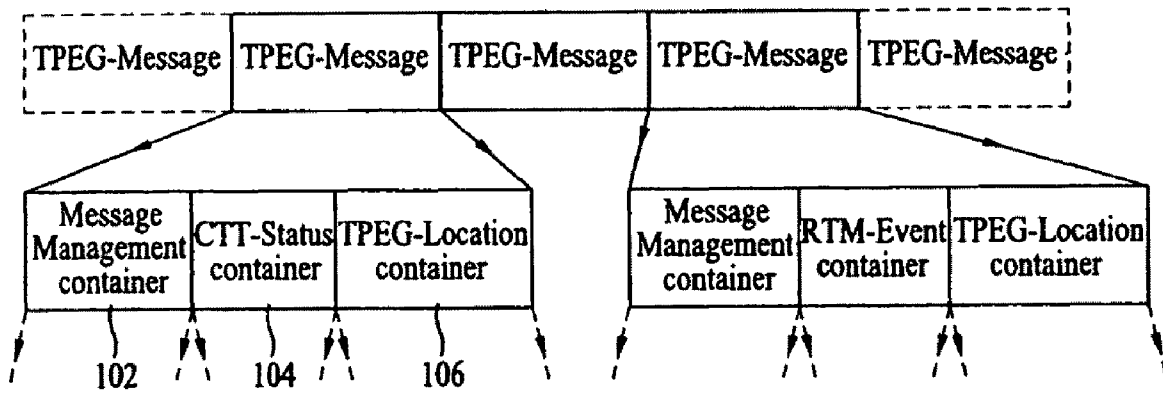 TPEG-Message TPEG-Message TPEG-Message TPEG-Message TPEG-Message
Message
Management
container
CTT-Status
container
TPEG-Location
container
Message
Management
container
RTM-Event
container
TPEG-Location
container
102
104
106